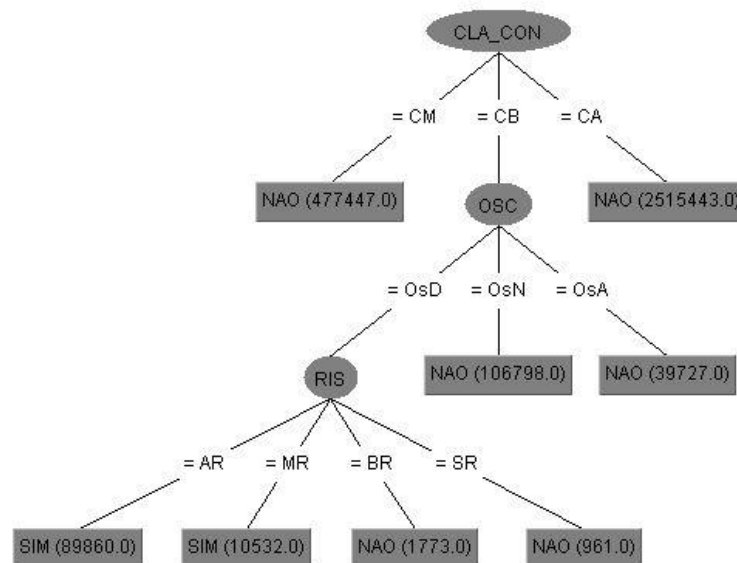 CLA_CON
= CM = CB = CA
NAO (477447.0) OSC NAO (2515443.0)
= OsD = OsN = OsA
RIS NAO (106798.0) NAO (39727.0)
= AR = MR = BR = SR
SIM (89860.0) SIM (10532.0) NAO (1773.0) NAO (961.0)